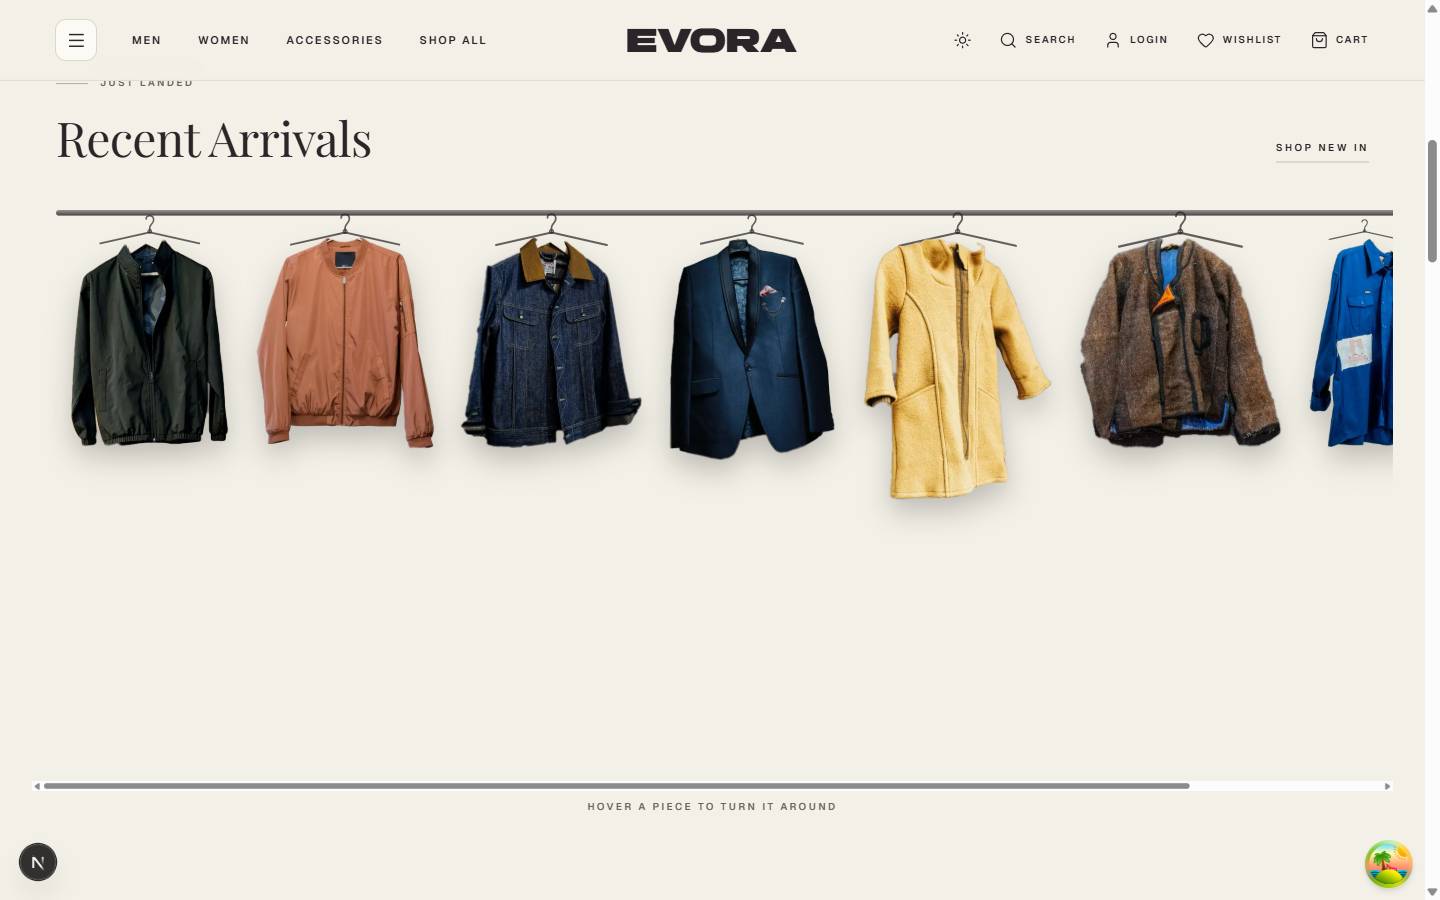 MEN WOMEN ACCESSORIES SHOP ALL EVORA SEARCH LOGIN WISHLIST CART
JUST LANDED
Recent Arrivals
SHOP NEW IN
HOVER A PIECE TO TURN IT AROUND
N